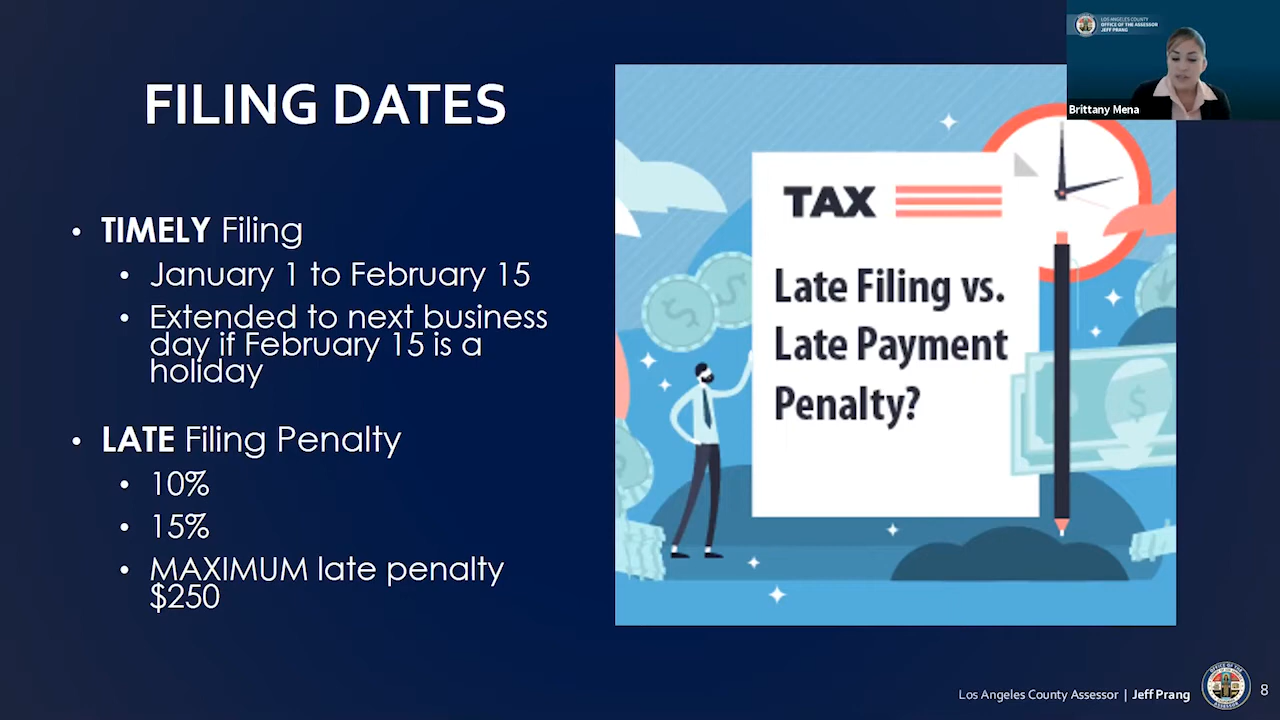 LOS ANGELES COUNTY
OFFICE OF THE ASSESSOR
JEFF PRANG
Brittany Mena
FILING DATES
• TIMELY Filing
• January 1 to February 15
• Extended to next business
day if February 15 is a
holiday
• LATE Filing Penalty
• 10%
• 15%
• MAXIMUM late penalty
$250
TAX
Late Filing vs.
Late Payment
Penalty?
Los Angeles County Assessor | Jeff Prang
8